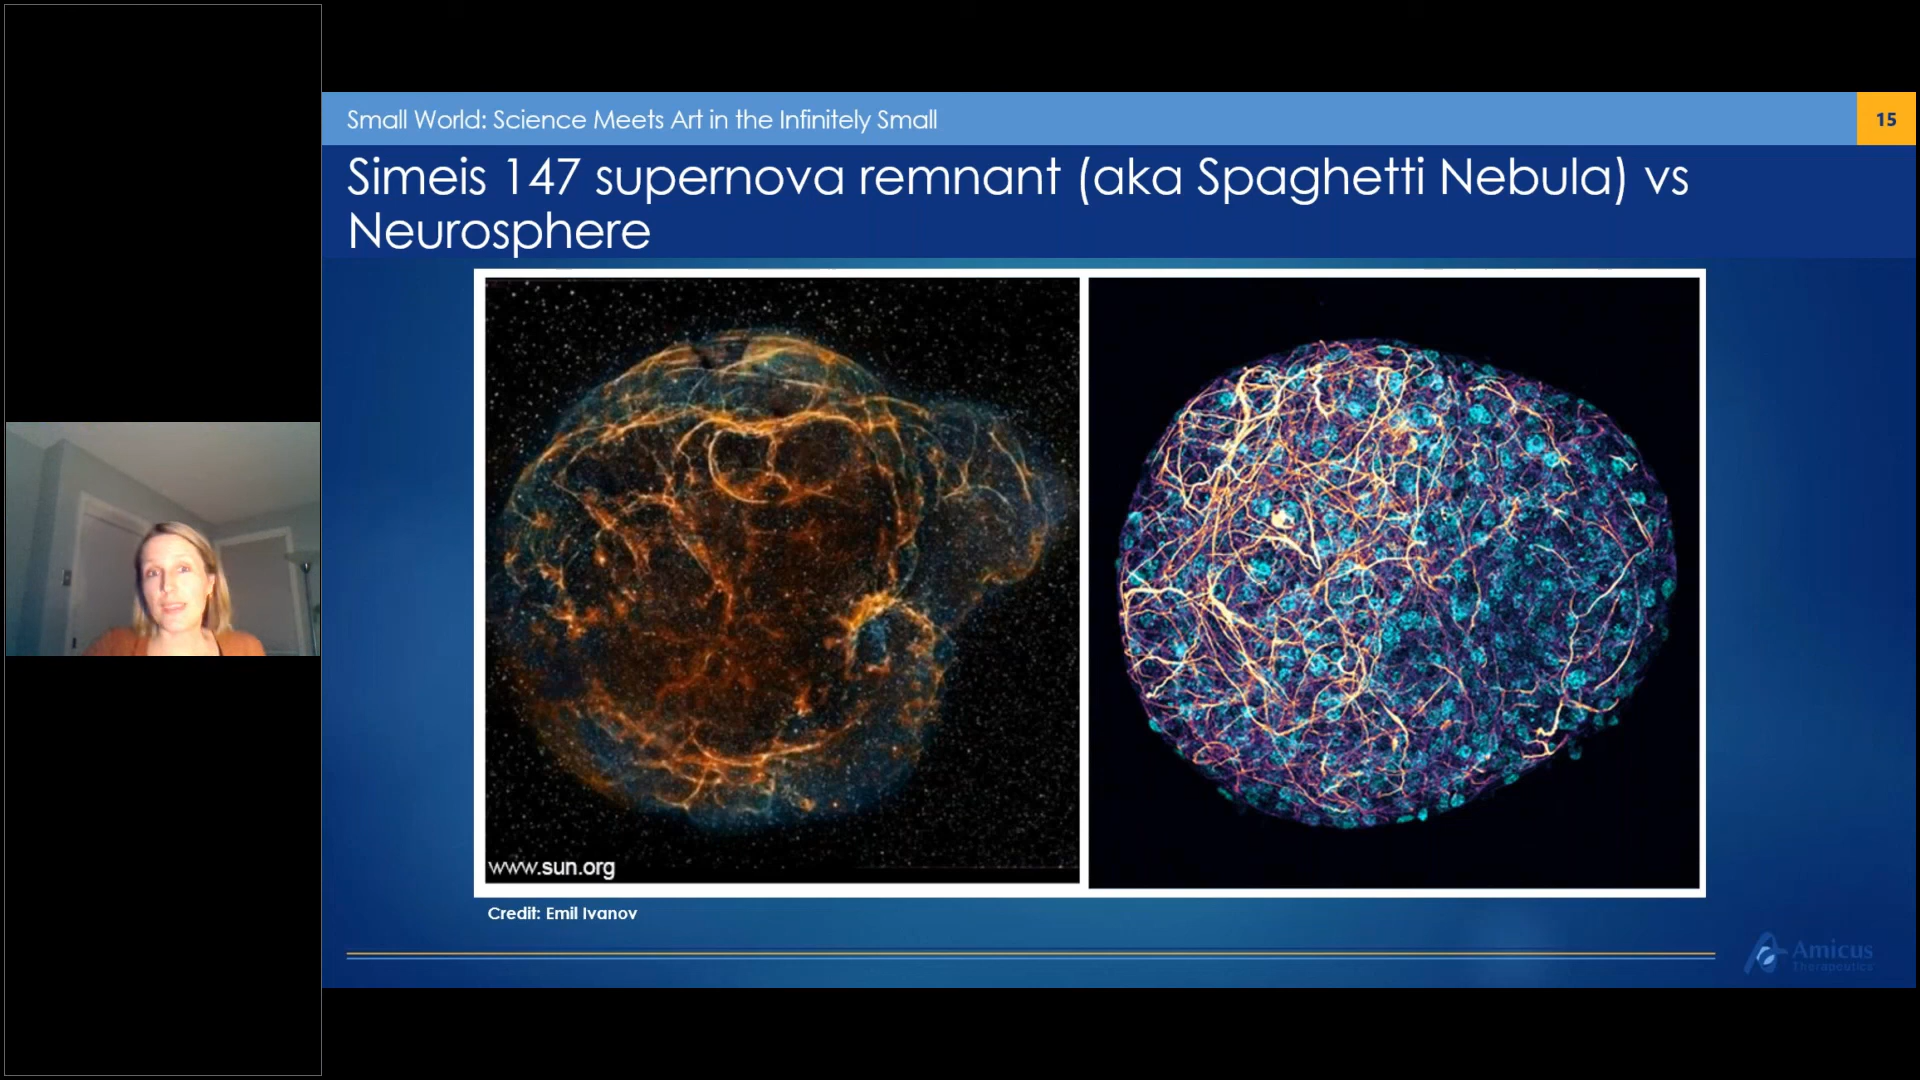 Small World: Science Meets Art in the Infinitely Small
15
Simeis 147 supernova remnant (aka Spaghetti Nebula) vs
Neurosphere
www.sun.org
Credit: Emil Ivanov
Amicus
Therapeutics